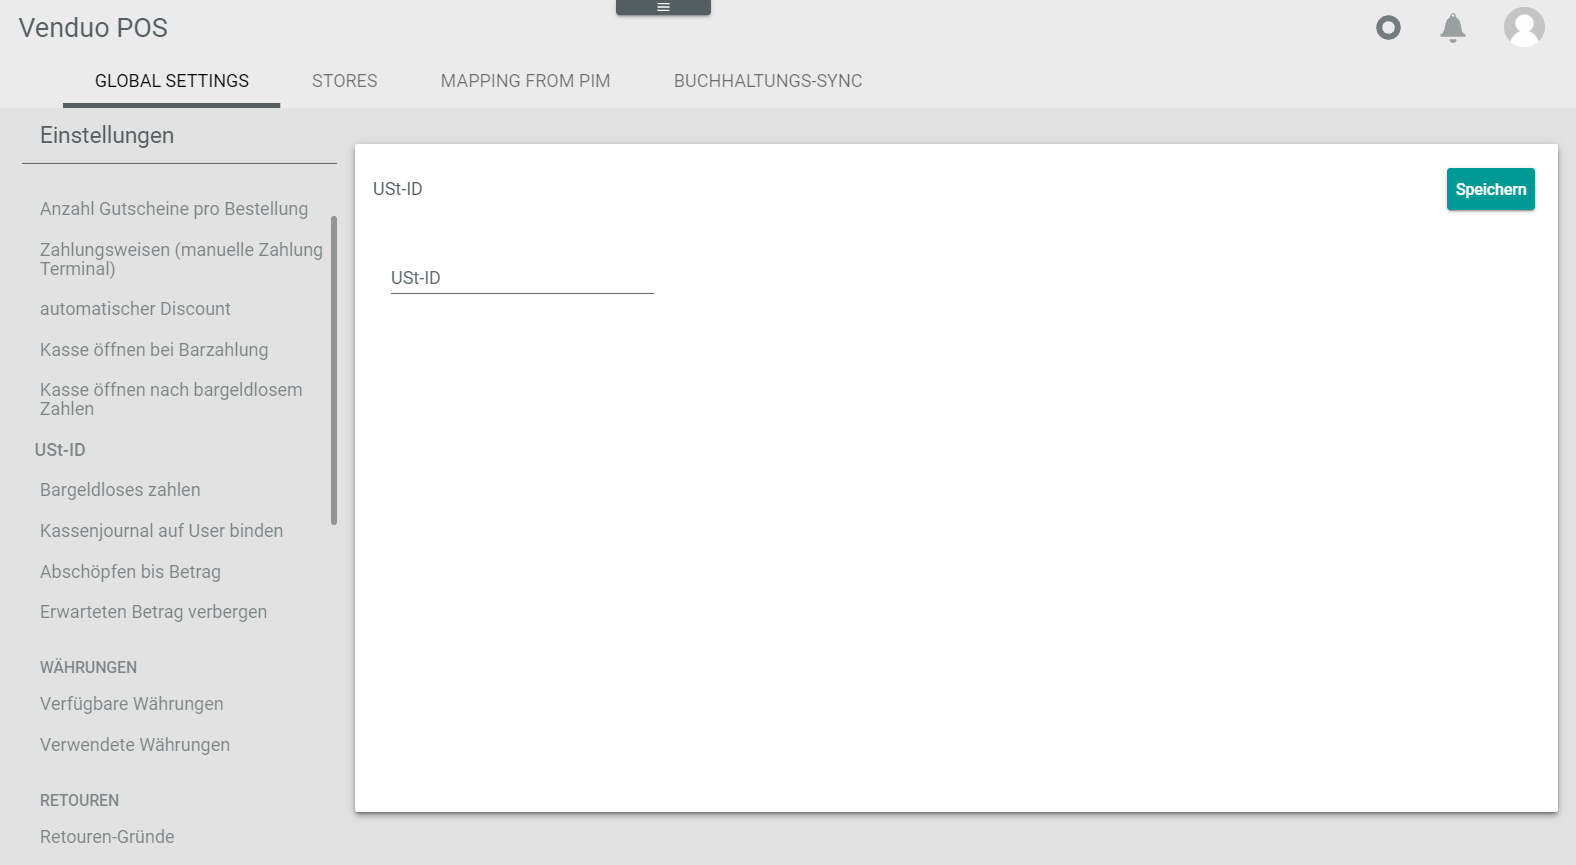 Venduo POS
GLOBAL SETTINGS
STORES
MAPPING FROM PIM
BUCHHALTUNGS-SYNC
Einstellungen
Anzahl Gutscheine pro Bestellung
Zahlungsweisen (manuelle Zahlung
Terminal)
automatischer Discount
Kasse öffnen bei Barzahlung
Kasse öffnen nach bargeldlosem
Zahlen
USt-ID
Bargeldloses zahlen
Kassenjournal auf User binden
Abschöpfen bis Betrag
Erwarteten Betrag verbergen
WÄHRUNGEN
Verfügbare Währungen
Verwendete Währungen
RETOUREN
Retouren-Gründe
USt-ID
Speichern
USt-ID